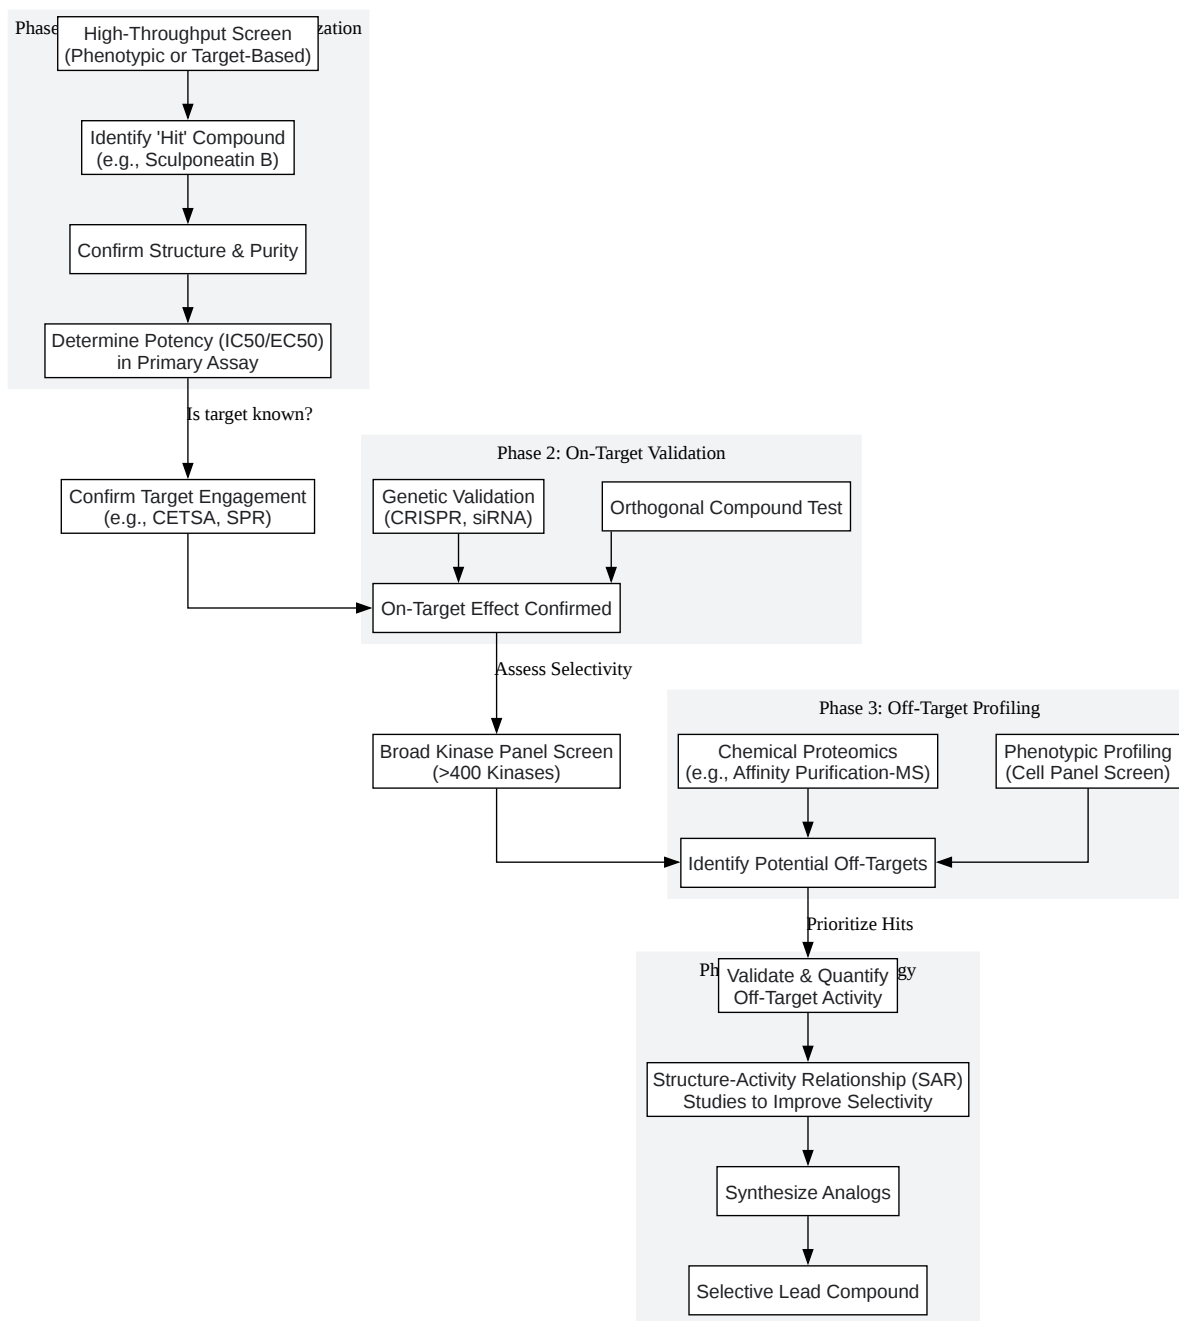 Phase
zation
High-Throughput Screen
(Phenotypic or Target-Based)
Identify 'Hit' Compound
(e.g., Sculponeatin B)
Confirm Structure & Purity
Determine Potency (IC50/EC50)
in Primary Assay
Is target known?
Phase 2: On-Target Validation
Confirm Target Engagement
(e.g., CETSA, SPR)
Genetic Validation
(CRISPR, siRNA)
Orthogonal Compound Test
On-Target Effect Confirmed
Assess Selectivity
Phase 3: Off-Target Profiling
Broad Kinase Panel Screen
(>400 Kinases)
Chemical Proteomics
(e.g., Affinity Purification-MS)
Phenotypic Profiling
(Cell Panel Screen)
Identify Potential Off-Targets
Prioritize Hits
Ph
gy
Validate & Quantify
Off-Target Activity
Structure-Activity Relationship (SAR)
Studies to Improve Selectivity
Synthesize Analogs
Selective Lead Compound